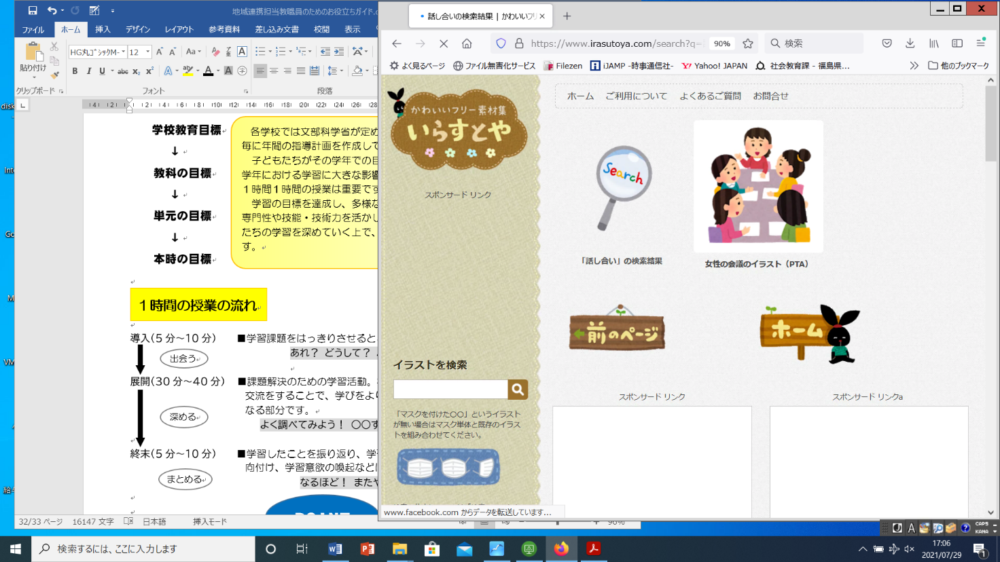 地域連携担当教職員のためのお役立ちガイド.
ファイル ホーム 挿入 デザイン レイアウト 参考資料 差し込み文書 校閲 表示
HG丸ｺﾞｼｯｸM- 12
貼り付け
クリップボード フォント 段落
学校教育目標
↓
教科の目標
↓
単元の目標
↓
本時の目標
各学校では文部科学省が定め
毎に年間の指導計画を作成して
子どもたちがその学年での目
学年における学習に大きな影響
１時間１時間の授業は重要です
学習の目標を達成し、多様な
専門性や技能・技術力を活かし
たちの学習を深めていく上で、
す。
１時間の授業の流れ
導入(５分～10分) ■学習課題をはっきりさせると
出会う
あれ？ どうして？
展開(30分～40分) ■課題解決のための学習活動。
交流をすることで、学びをより
なる部分です。
深める
よく調べてみよう！ 〇〇す
終末(５分～10分) ■学習したことを振り返り、学
向付け、学習意欲の喚起など
まとめる
なるほど！ またや
POINT
32/33 ページ 16147 文字 日本語 挿入モード
96%
話し合いの検索結果 | かわいいフリ
https://www.irasutoya.com/search?q= 90% 検索
よく見るページ ファイル無害化サービス Filezen iJAMP -時事通信社- Yahoo! JAPAN 社会教育課 - 福島県... 他のブックマーク
かわいいフリー素材集
いらすとや
スポンサード リンク
ホーム ご利用について よくあるご質問 お問合せ
Search
「話し合い」の検索結果
女性の会議のイラスト（PTA）
前のページ
ホーム
イラストを検索
「マスクを付けた〇〇」というイラスト
が無い場合はマスク単体と既存のイラス
トを組み合わせてください。
スポンサード リンク
スポンサード リンクa
www.facebook.com からデータを転送しています...
CAPS
KANA
検索するには、ここに入力します
17:06
2021/07/29
1